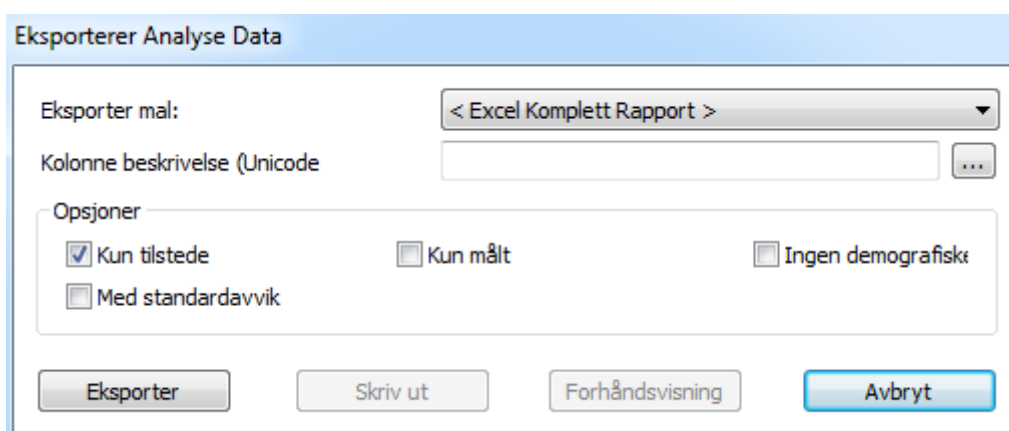 Eksporterer Analyse Data
Eksporter mal: < Excel Komplett Rapport >
Kolonne beskrivelse (Unicode ...
Opsjoner
Kun tilstede Kun målt Ingen demografiske
Med standardavvik
Eksporter Skriv ut Forhåndsvisning Avbryt